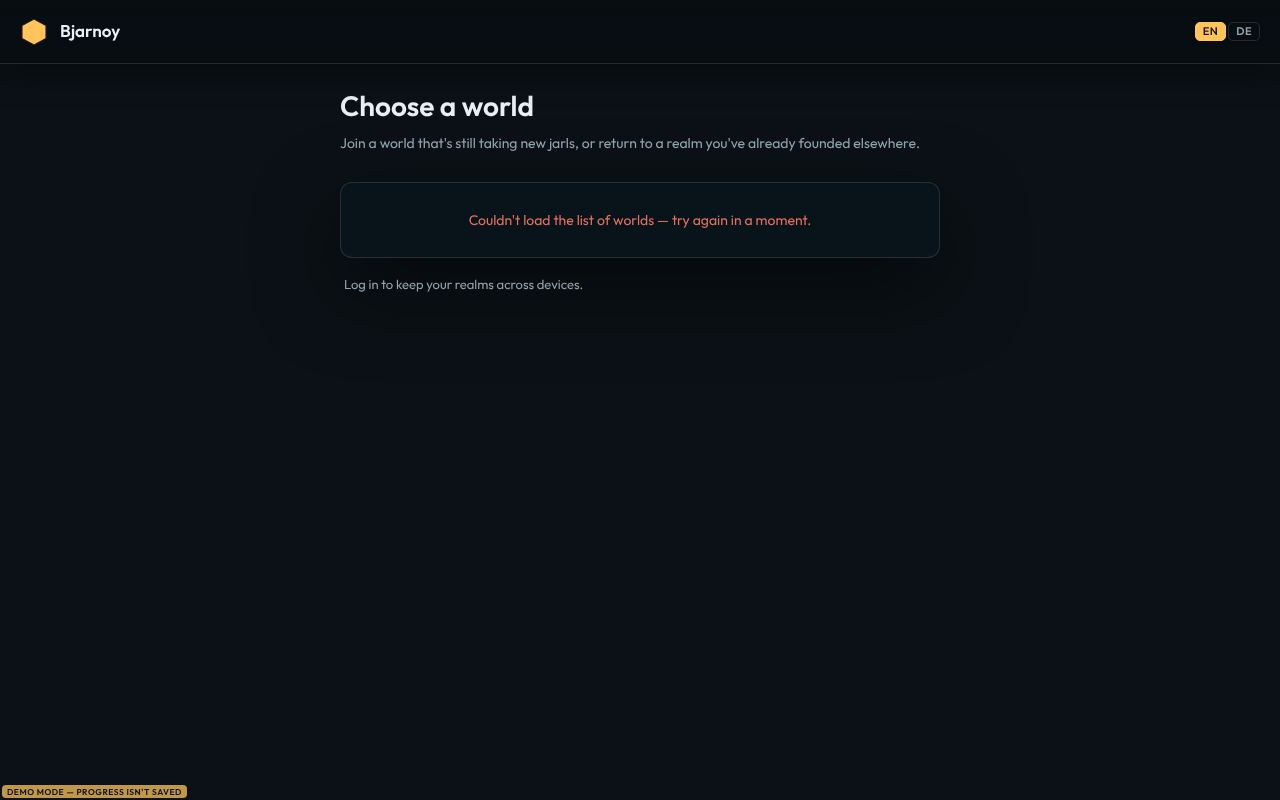 Bjarnoy
EN DE
Choose a world
Join a world that's still taking new jarls, or return to a realm you've already founded elsewhere.
Couldn't load the list of worlds — try again in a moment.
Log in to keep your realms across devices.
DEMO MODE — PROGRESS ISN'T SAVED